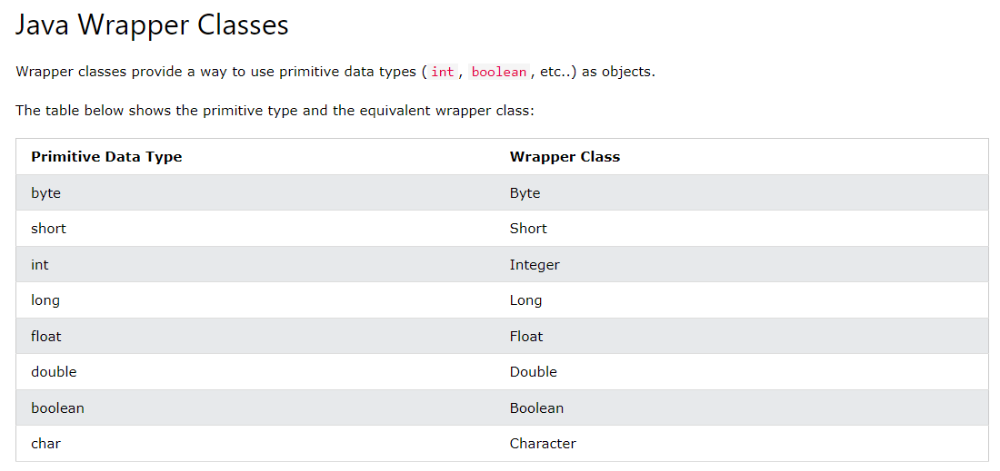 Java Wrapper Classes
Wrapper classes provide a way to use primitive data types (int, boolean, etc..) as objects.
The table below shows the primitive type and the equivalent wrapper class:
Primitive Data Type Wrapper Class
byte Byte
short Short
int Integer
long Long
float Float
double Double
boolean Boolean
char Character